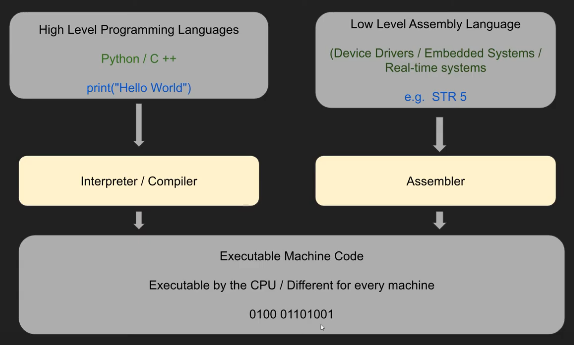 High Level Programming Languages
Python / C ++
print("Hello World")
Low Level Assembly Language
(Device Drivers / Embedded Systems /
Real-time systems
e.g.  STR 5
Interpreter / Compiler
Assembler
Executable Machine Code
Executable by the CPU / Different for every machine
0100 01101001